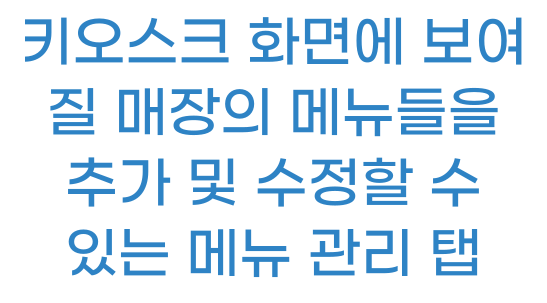 키오스크 화면에 보여
질 매장의 메뉴들을
추가 및 수정할 수
있는 메뉴 관리 탭